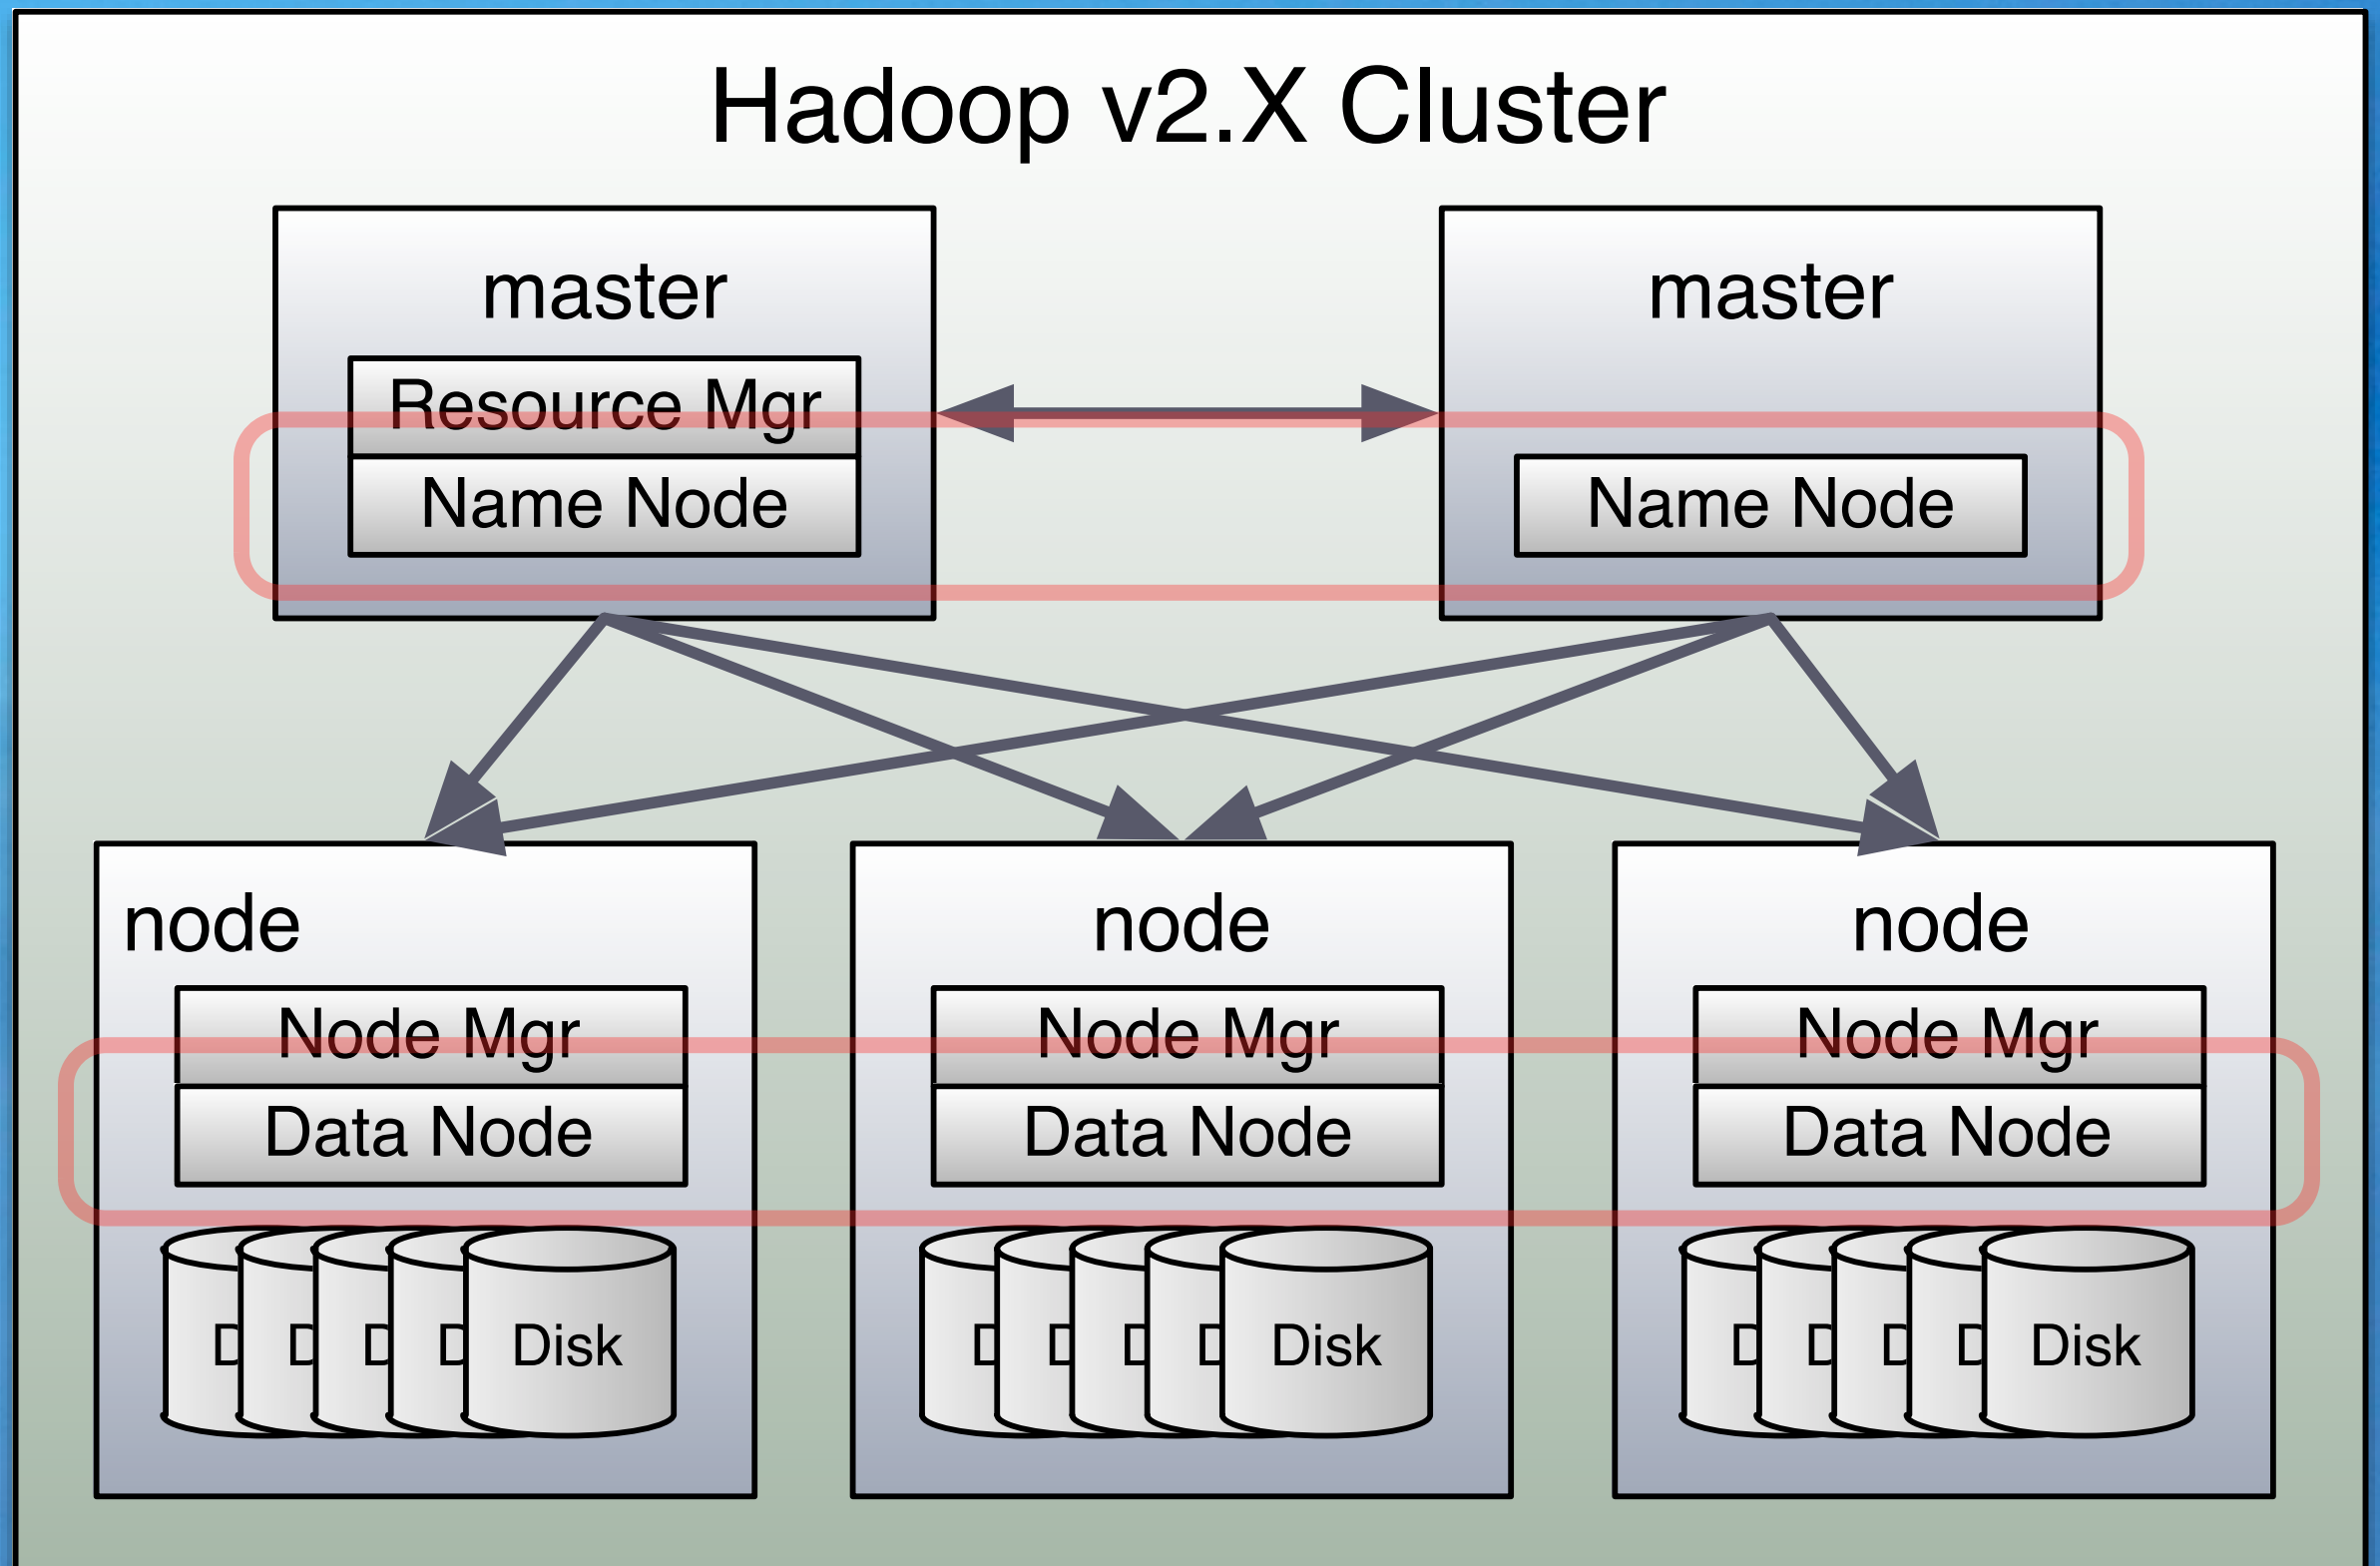 Hadoop v2.X Cluster
master
master
Resource Mgr
Name Node
Name Node
node
node
node
Node Mgr
Node Mgr
Node Mgr
Data Node
Data Node
Data Node
D D D D Disk
D D D D Disk
D D D D Disk